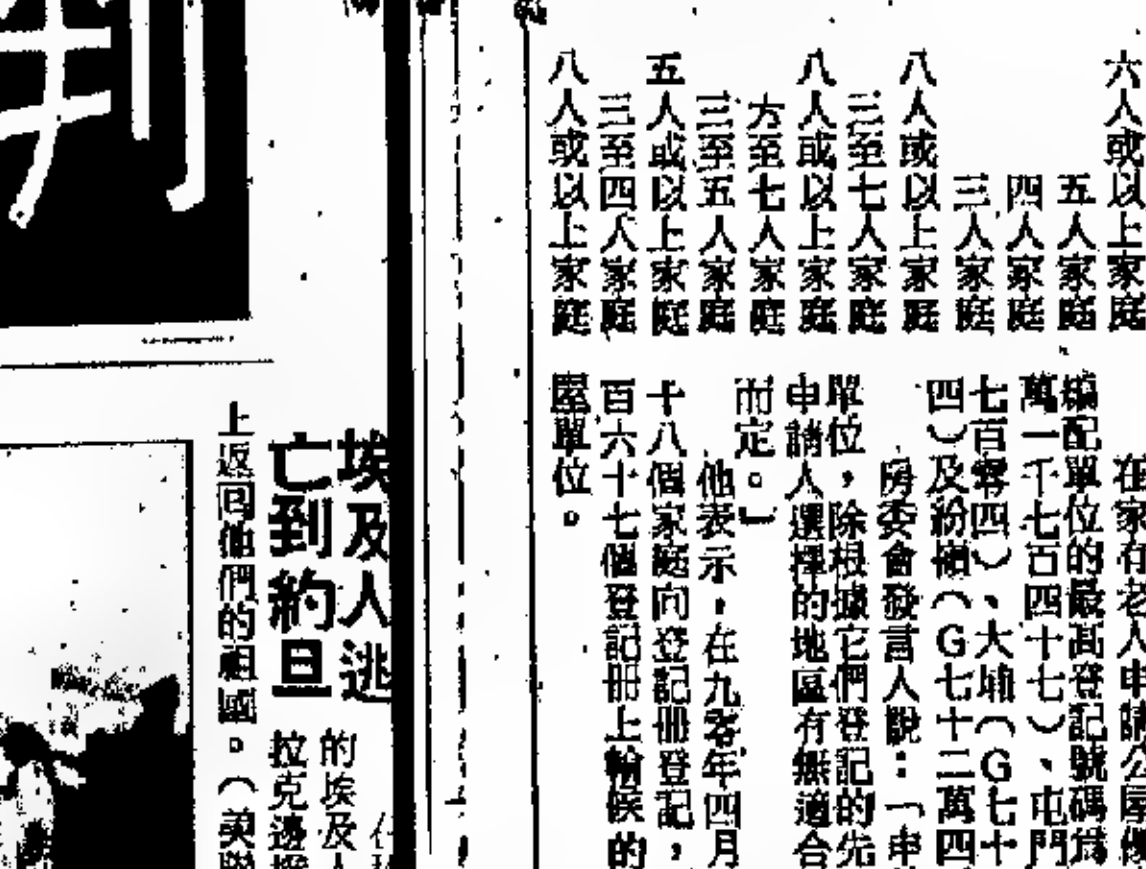 六人或以上家庭
五人家庭
四人家庭
三人家庭
八人或以上家庭
三至七人家庭
八人或以上家庭
六至七人家庭
三至五人家庭
五人或以上家庭
三至四人家庭
八人或以上家庭
在家有老人申請公屋優
編配單位的最高登記號碼爲
萬一千七百四十七)、屯門
七百零四)、大埔(G七十
四)及粉嶺(G七十二萬四
房委會發言人說:「申
單位,除根據它們登記的先
申請人選擇的地區有無適合
而定。」
他表示,在九零年四月
十八個家庭向登記冊登記,
百六十七個登記冊上輪候的
屋單位。
判
埃及人逃
亡到約旦
的埃及人
拉克邊
上返回他們的祖國。(美聯